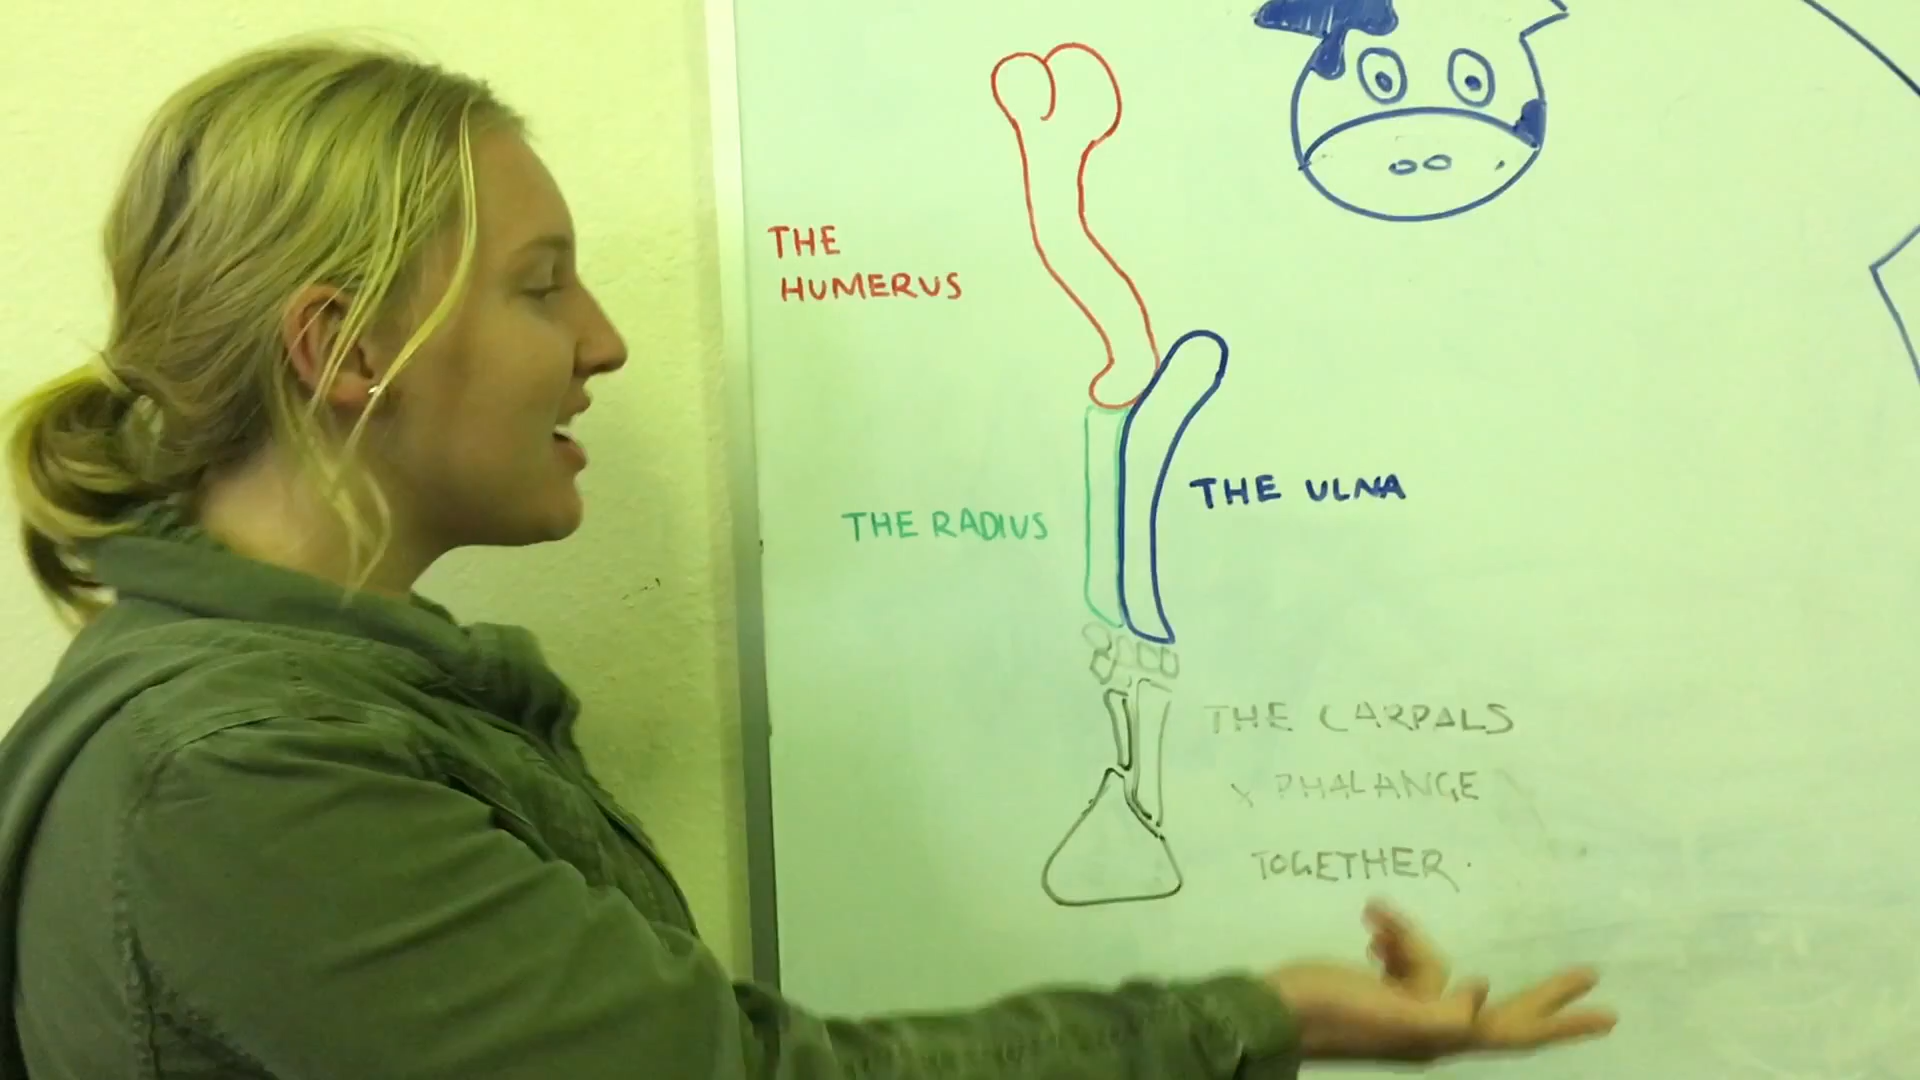 THE
HUMERUS
THE RADIUS
THE ULNA
THE CARPALS
& PHALANGE
TOGETHER.